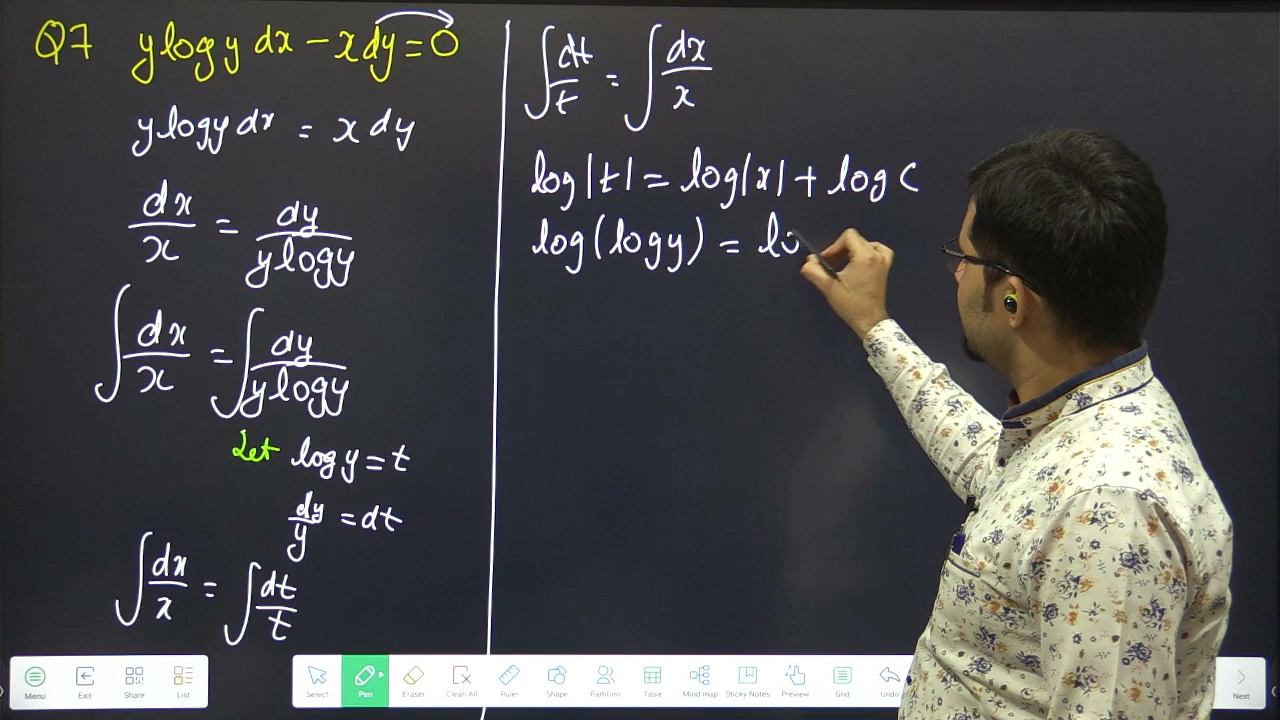 Q7 y log y dx − x dy = 0
y log y dx = x dy
dx/x = dy/(y log y)
∫ dx/x = ∫ dy/(y log y)
Let log y = t
dy/y = dt
∫ dx/x = ∫ dt/t
∫ dt/t = ∫ dx/x
log|t| = log|x| + log C
log(log y) = lo
Menu Exit Share List
Select Pen Eraser Clean All Ruler Shape Partition Table Mind map Sticky Notes Preview Grid Undo
Next